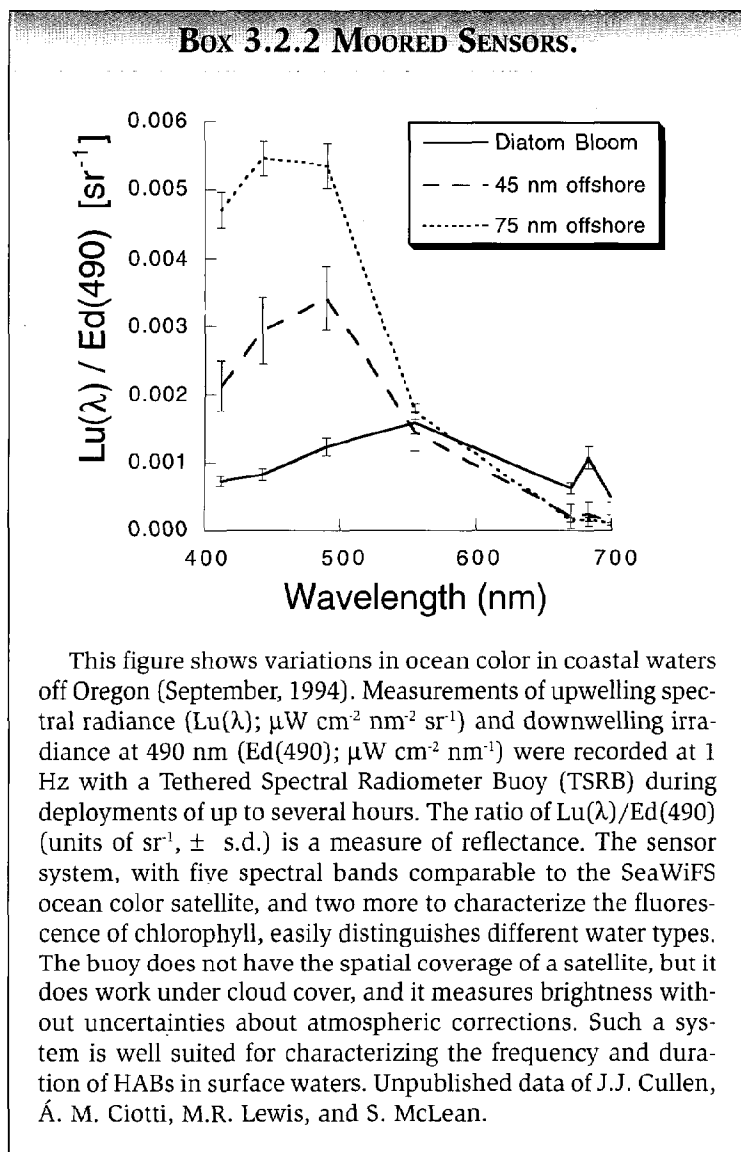 BOX 3.2.2 MOORED SENSORS.
Lu(λ) / Ed(490) [sr⁻¹]
0.006
0.005
0.004
0.003
0.002
0.001
0.000
Diatom Bloom
45 nm offshore
75 nm offshore
400 500 600 700
Wavelength (nm)
This figure shows variations in ocean color in coastal waters
off Oregon (September, 1994). Measurements of upwelling spec-
tral radiance (Lu(λ); μW cm⁻² nm⁻² sr⁻¹) and downwelling irra-
diance at 490 nm (Ed(490); μW cm⁻² nm⁻¹) were recorded at 1
Hz with a Tethered Spectral Radiometer Buoy (TSRB) during
deployments of up to several hours. The ratio of Lu(λ)/Ed(490)
(units of sr⁻¹, ± s.d.) is a measure of reflectance. The sensor
system, with five spectral bands comparable to the SeaWiFS
ocean color satellite, and two more to characterize the fluores-
cence of chlorophyll, easily distinguishes different water types.
The buoy does not have the spatial coverage of a satellite, but it
does work under cloud cover, and it measures brightness with-
out uncertainties about atmospheric corrections. Such a sys-
tem is well suited for characterizing the frequency and dura-
tion of HABs in surface waters. Unpublished data of J.J. Cullen,
Á. M. Ciotti, M.R. Lewis, and S. McLean.